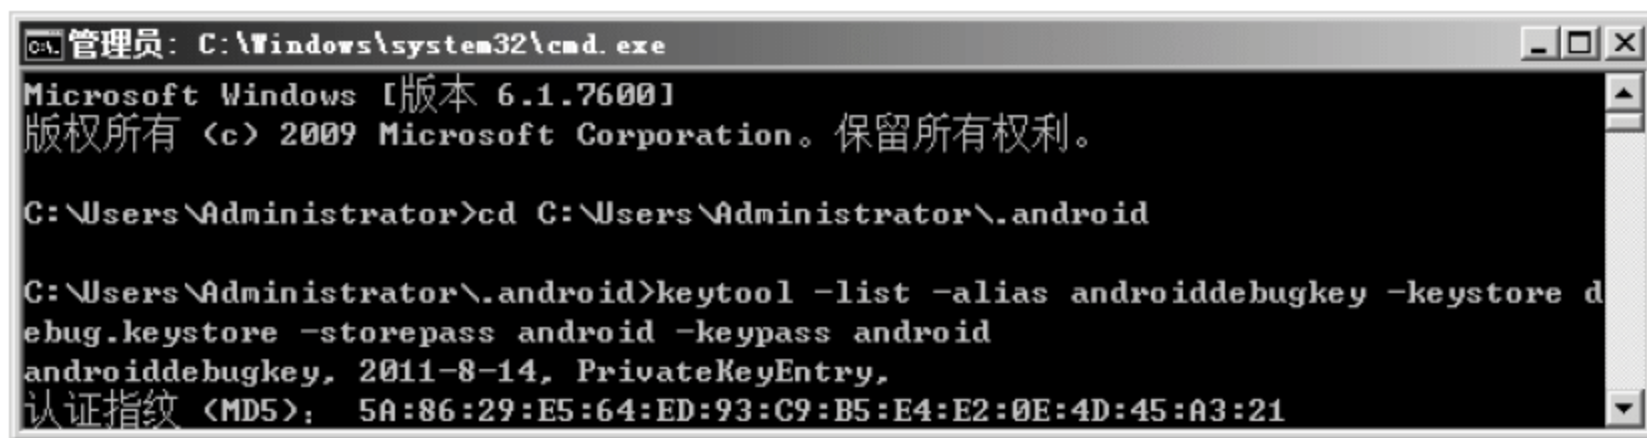 管理员: C:\Windows\system32\cmd.exe
Microsoft Windows [版本 6.1.7600]
版权所有 (c) 2009 Microsoft Corporation。保留所有权利。
C:\Users\Administrator>cd C:\Users\Administrator\.android
C:\Users\Administrator\.android>keytool -list -alias androiddebugkey -keystore d
ebug.keystore -storepass android -keypass android
androiddebugkey, 2011-8-14, PrivateKeyEntry,
认证指纹 (MD5): 5A:86:29:E5:64:ED:93:C9:B5:E4:E2:0E:4D:45:A3:21